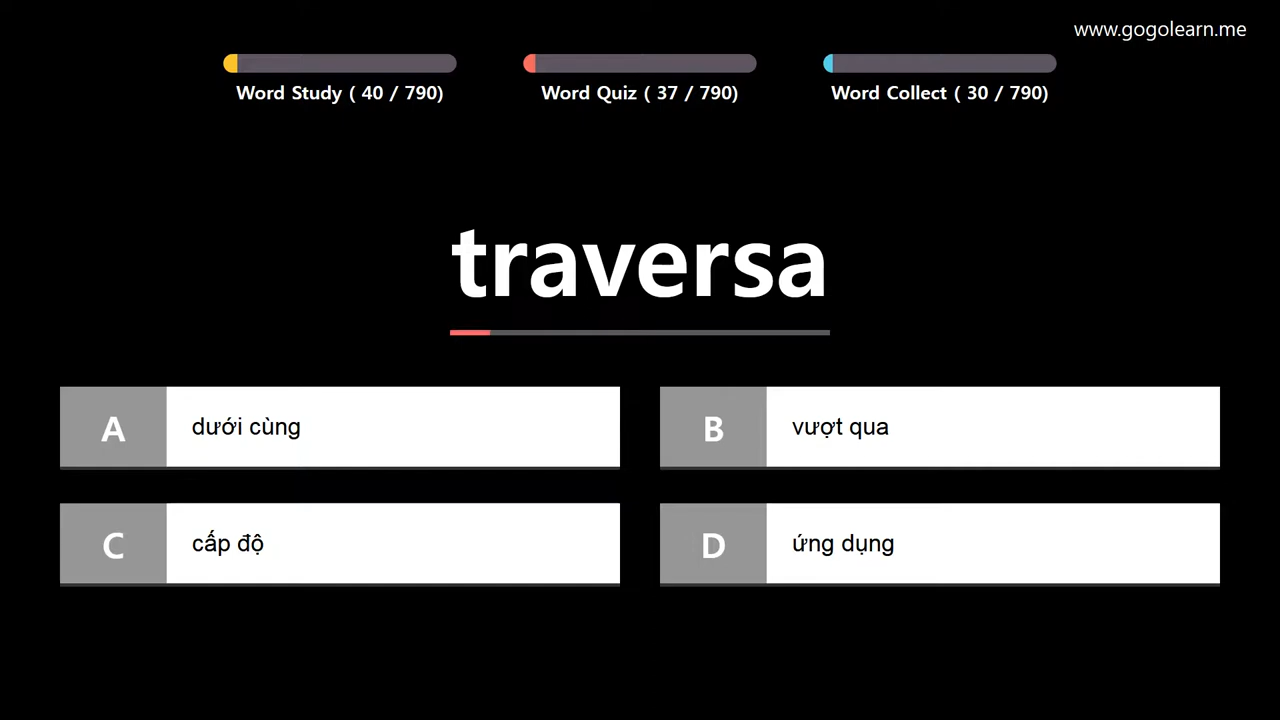 www.gogolearn.me
Word Study ( 40 / 790)
Word Quiz ( 37 / 790)
Word Collect ( 30 / 790)
traversa
A dưới cùng
B vượt qua
C cấp độ
D ứng dụng